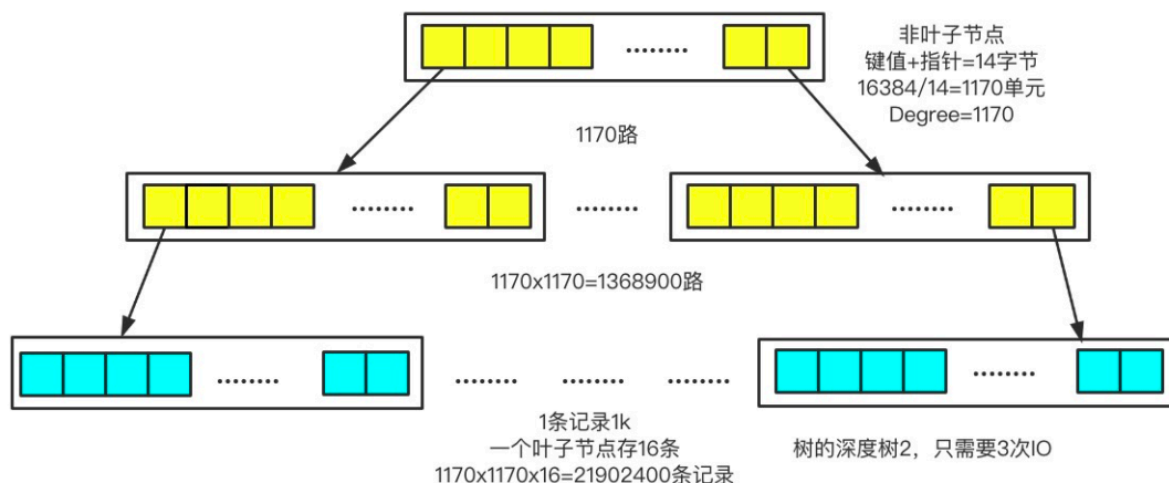 非叶子节点
键值+指针=14字节
16384/14=1170单元
Degree=1170
1170路
1170x1170=1368900路
1条记录1k
一个叶子节点存16条
1170x1170x16=21902400条记录
树的深度树2，只需要3次IO